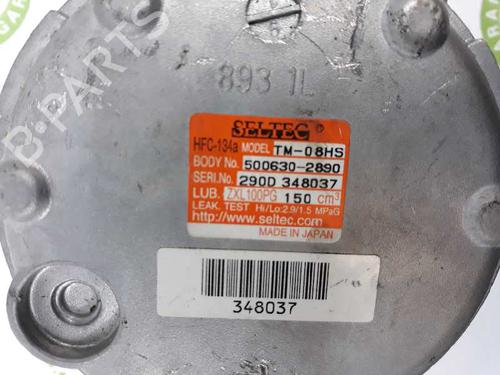 893 1L
SELTEC®
HFC-134a MODEL TM-08HS
BODY No. 500630-2890
SERI.No. 290D 348037
LUB. ZXL100PG 150 cm³
LEAK. TEST Hi/Lo:2.9/1.5 MPaG
http://www.seltec.com
MADE IN JAPAN
348037
B-PARTS